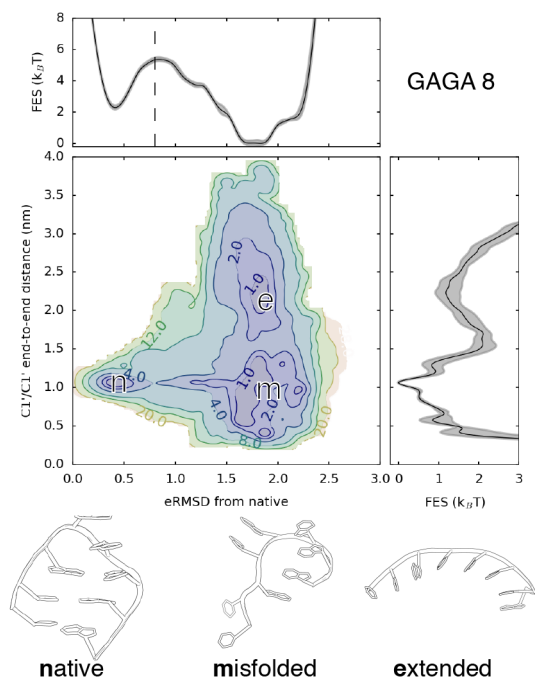 GAGA 8
FES (k_BT)
8
6
4
2
0
C1'/C1' end-to-end distance (nm)
4.0
3.5
3.0
2.5
2.0
1.5
1.0
0.5
0.0
2.0
1.0
e
12.0
n
4.0
1.0
m
2.0
4.0
8.0
20.0
20.0
0.0 0.5 1.0 1.5 2.0 2.5 3.0
eRMSD from native
0 1 2 3
FES (k_BT)
native misfolded extended